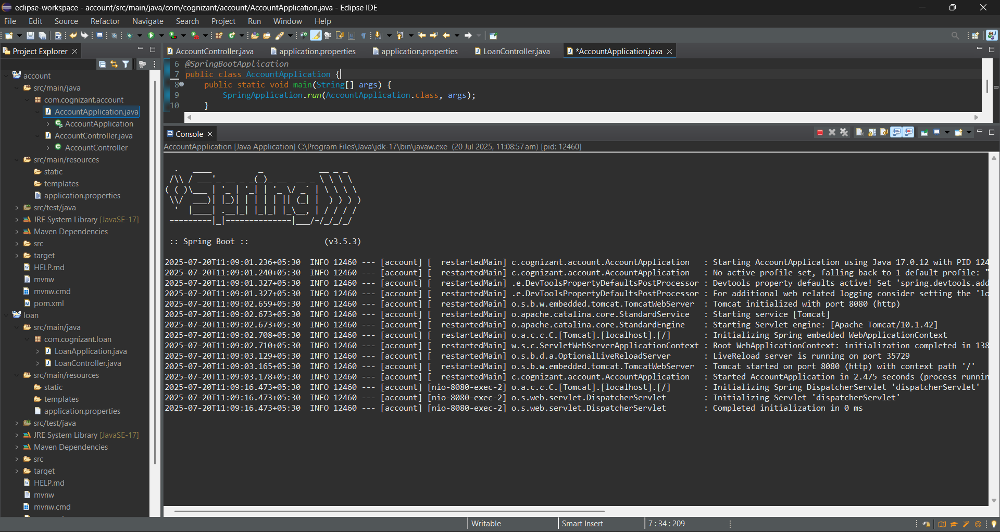 eclipse-workspace - account/src/main/java/com/cognizant/account/AccountApplication.java - Eclipse IDE
File Edit Source Refactor Navigate Search Project Run Window Help
Project Explorer
AccountController.java application.properties application.properties LoanController.java *AccountApplication.java
account
src/main/java
com.cognizant.account
AccountApplication.java
AccountApplication
AccountController.java
AccountController
src/main/resources
static
templates
application.properties
src/test/java
JRE System Library [JavaSE-17]
Maven Dependencies
src
target
HELP.md
mvnw
mvnw.cmd
pom.xml
loan
src/main/java
com.cognizant.loan
LoanApplication.java
LoanController.java
src/main/resources
static
templates
application.properties
src/test/java
JRE System Library [JavaSE-17]
Maven Dependencies
src
target
HELP.md
mvnw
mvnw.cmd
6 @SpringBootApplication
7 public class AccountApplication {
8 public static void main(String[] args) {
9 SpringApplication.run(AccountApplication.class, args);
10 }
Console
AccountApplication [Java Application] C:\Program Files\Java\jdk-17\bin\javaw.exe (20 Jul 2025, 11:08:57 am) [pid: 12460]
  .   ____          _            __ _ _
 /\\ / ___'_ __ _ _(_)_ __  __ _ \ \ \ \
( ( )\___ | '_ | '_| | '_ \/ _` | \ \ \ \
 \\/  ___)| |_)| | | | | || (_| |  ) ) ) )
  '  |____| .__|_| |_|_| |_\__, | / / / /
 =========|_|==============|___/=/_/_/_/
 :: Spring Boot ::                (v3.5.3)
2025-07-20T11:09:01.236+05:30  INFO 12460 --- [account] [  restartedMain] c.cognizant.account.AccountApplication   : Starting AccountApplication using Java 17.0.12 with PID 124
2025-07-20T11:09:01.240+05:30  INFO 12460 --- [account] [  restartedMain] c.cognizant.account.AccountApplication   : No active profile set, falling back to 1 default profile: "
2025-07-20T11:09:01.327+05:30  INFO 12460 --- [account] [  restartedMain] .e.DevToolsPropertyDefaultsPostProcessor : Devtools property defaults active! Set 'spring.devtools.add
2025-07-20T11:09:01.327+05:30  INFO 12460 --- [account] [  restartedMain] .e.DevToolsPropertyDefaultsPostProcessor : For additional web related logging consider setting the 'lo
2025-07-20T11:09:02.659+05:30  INFO 12460 --- [account] [  restartedMain] o.s.b.w.embedded.tomcat.TomcatWebServer  : Tomcat initialized with port 8080 (http)
2025-07-20T11:09:02.673+05:30  INFO 12460 --- [account] [  restartedMain] o.apache.catalina.core.StandardService   : Starting service [Tomcat]
2025-07-20T11:09:02.673+05:30  INFO 12460 --- [account] [  restartedMain] o.apache.catalina.core.StandardEngine    : Starting Servlet engine: [Apache Tomcat/10.1.42]
2025-07-20T11:09:02.708+05:30  INFO 12460 --- [account] [  restartedMain] o.a.c.c.C.[Tomcat].[localhost].[/]       : Initializing Spring embedded WebApplicationContext
2025-07-20T11:09:02.710+05:30  INFO 12460 --- [account] [  restartedMain] w.s.c.ServletWebServerApplicationContext : Root WebApplicationContext: initialization completed in 138
2025-07-20T11:09:03.129+05:30  INFO 12460 --- [account] [  restartedMain] o.s.b.d.a.OptionalLiveReloadServer       : LiveReload server is running on port 35729
2025-07-20T11:09:03.165+05:30  INFO 12460 --- [account] [  restartedMain] o.s.b.w.embedded.tomcat.TomcatWebServer  : Tomcat started on port 8080 (http) with context path '/'
2025-07-20T11:09:03.178+05:30  INFO 12460 --- [account] [  restartedMain] c.cognizant.account.AccountApplication   : Started AccountApplication in 2.475 seconds (process runnin
2025-07-20T11:09:16.473+05:30  INFO 12460 --- [account] [nio-8080-exec-2] o.a.c.c.C.[Tomcat].[localhost].[/]       : Initializing Spring DispatcherServlet 'dispatcherServlet'
2025-07-20T11:09:16.473+05:30  INFO 12460 --- [account] [nio-8080-exec-2] o.s.web.servlet.DispatcherServlet        : Initializing Servlet 'dispatcherServlet'
2025-07-20T11:09:16.473+05:30  INFO 12460 --- [account] [nio-8080-exec-2] o.s.web.servlet.DispatcherServlet        : Completed initialization in 0 ms
Writable Smart Insert 7 : 34 : 209